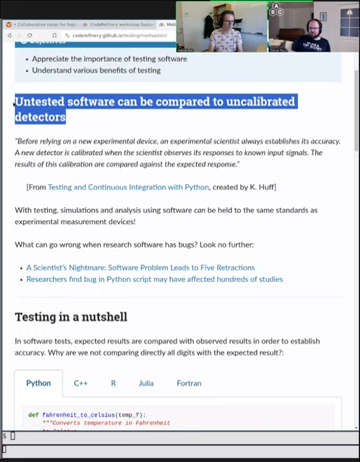 coderefinery.github.io/testing/motivation/
Objectives
Appreciate the importance of testing software
Understand various benefits of testing
Untested software can be compared to uncalibrated
detectors
"Before relying on a new experimental device, an experimental scientist always establishes its accuracy.
A new detector is calibrated when the scientist observes its responses to known input signals. The
results of this calibration are compared against the expected response."
[From Testing and Continuous Integration with Python, created by K. Huff]
With testing, simulations and analysis using software can be held to the same standards as
experimental measurement devices!
What can go wrong when research software has bugs? Look no further:
A Scientist's Nightmare: Software Problem Leads to Five Retractions
Researchers find bug in Python script may have affected hundreds of studies
Testing in a nutshell
In software tests, expected results are compared with observed results in order to establish
accuracy. Why are we not comparing directly all digits with the expected result?:
Python C++ R Julia Fortran
def fahrenheit_to_celsius(temp_f):
"""Converts temperature in Fahrenheit